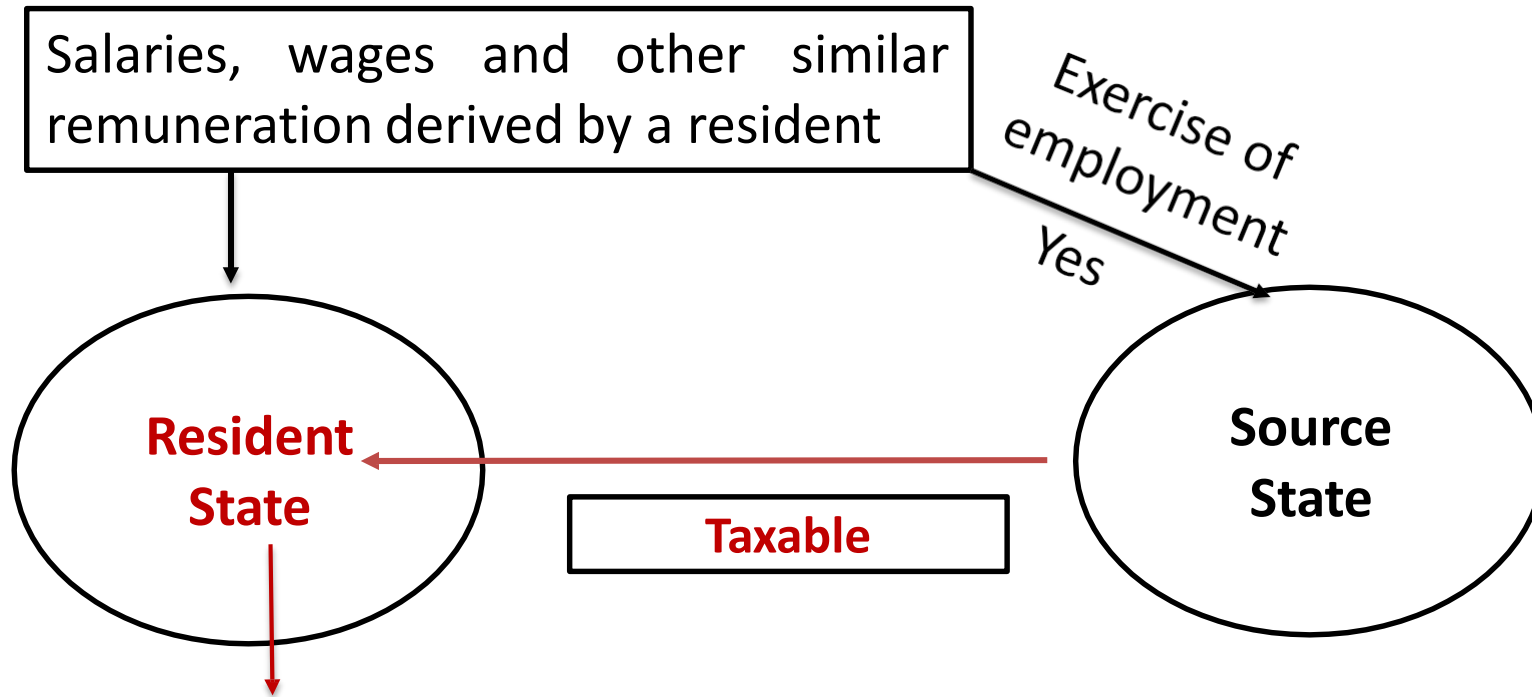 Salaries, wages and other similar
remuneration derived by a resident
Exercise of
employment
Yes
Resident
State
Taxable
Source
State